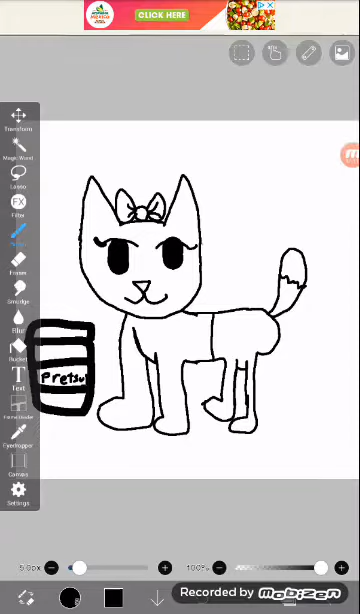 CLICK HERE
Transform
Magic Wand
Lasso
FX
Filter
Eraser
Smudge
Blur
Bucket
T
Text
Frame Divider
Eyedropper
Canvas
Settings
Pretsu
5.0px
100%
Recorded by Mobizen